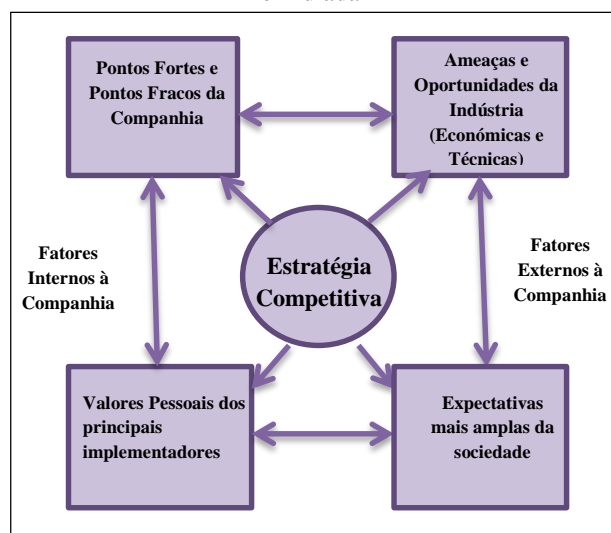 Pontos Fortes e
Pontos Fracos da
Companhia
Ameaças e
Oportunidades da
Indústria
(Económicas e
Técnicas)
Estratégia
Competitiva
Fatores
Internos à
Companhia
Fatores
Externos à
Companhia
Valores Pessoais dos
principais
implementadores
Expectativas
mais amplas da
sociedade